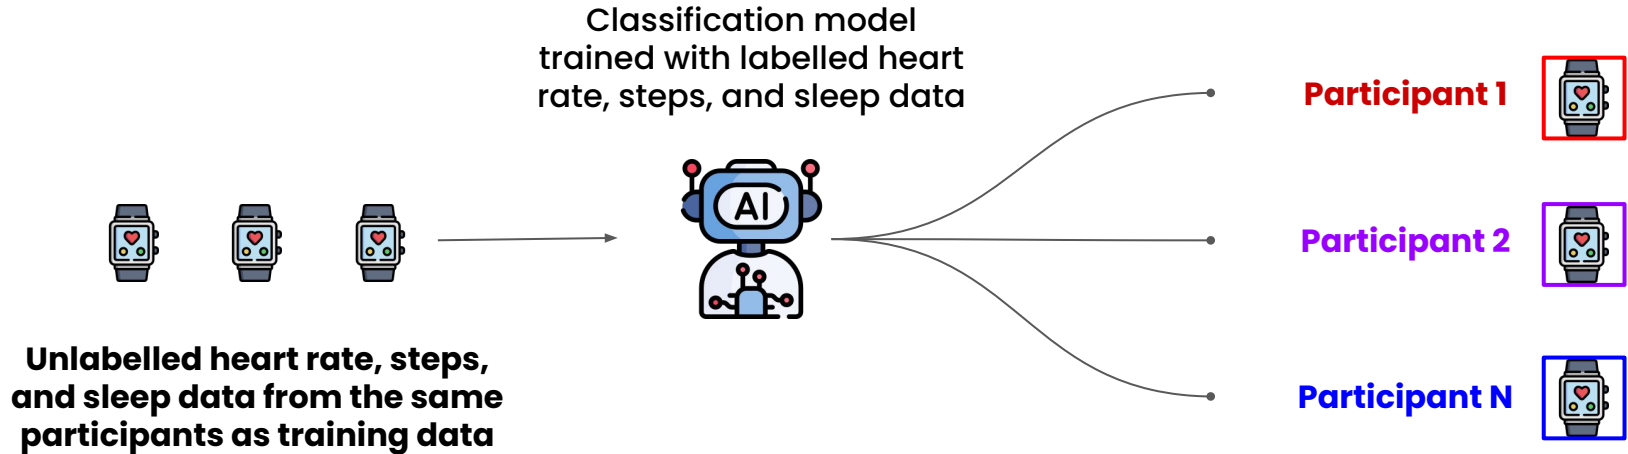 Classification model
trained with labelled heart
rate, steps, and sleep data
AI
Unlabelled heart rate, steps,
and sleep data from the same
participants as training data
Participant 1
Participant 2
Participant N